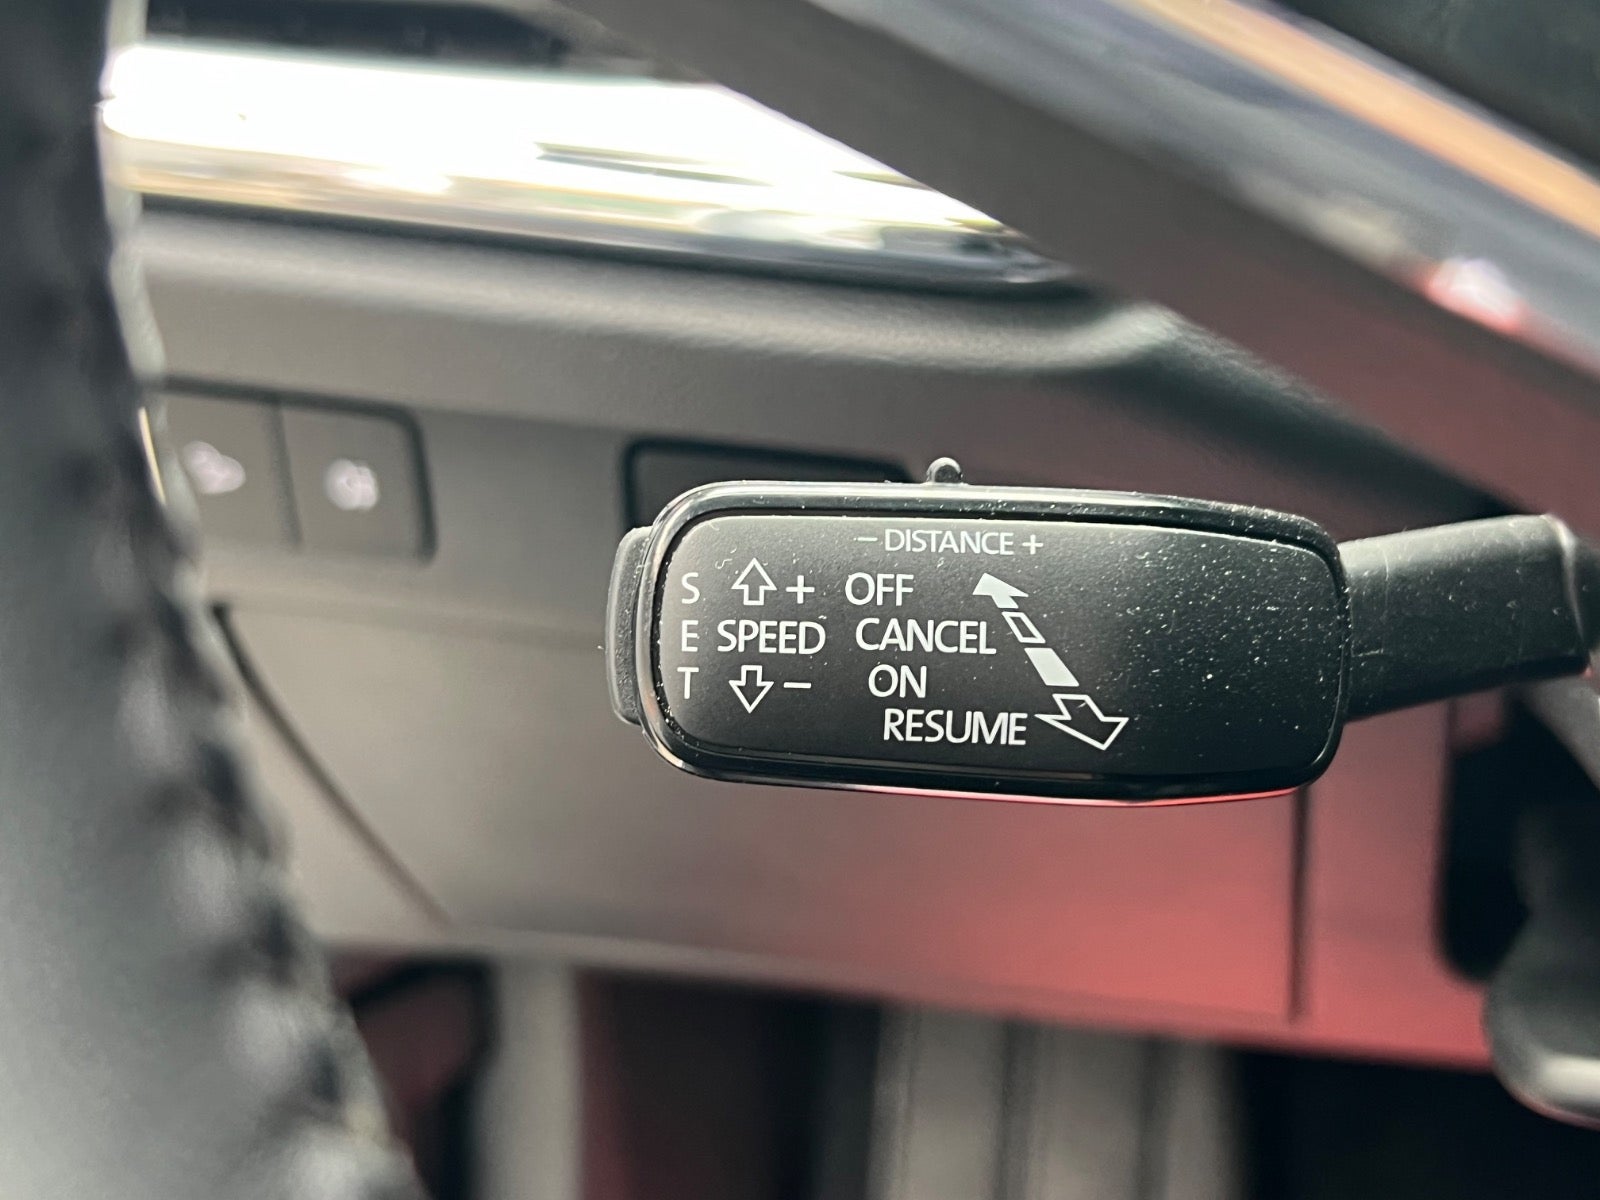 − DISTANCE +
S + OFF
E SPEED CANCEL
T − ON
RESUME